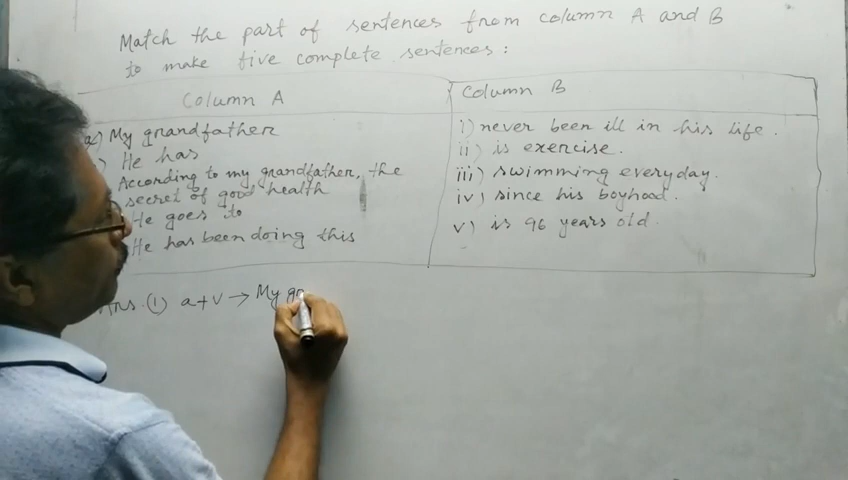 Match the part of sentences from column A and B
to make five complete sentences :
Column A
Column B
a) My grandfather
) He has
According to my grandfather, the
secret of good health
He goes to
He has been doing this
i) never been ill in his life.
ii) is exercise.
iii) swimming everyday.
iv) since his boyhood.
v) is 96 years old.
Ans. (1) a+v → My gr